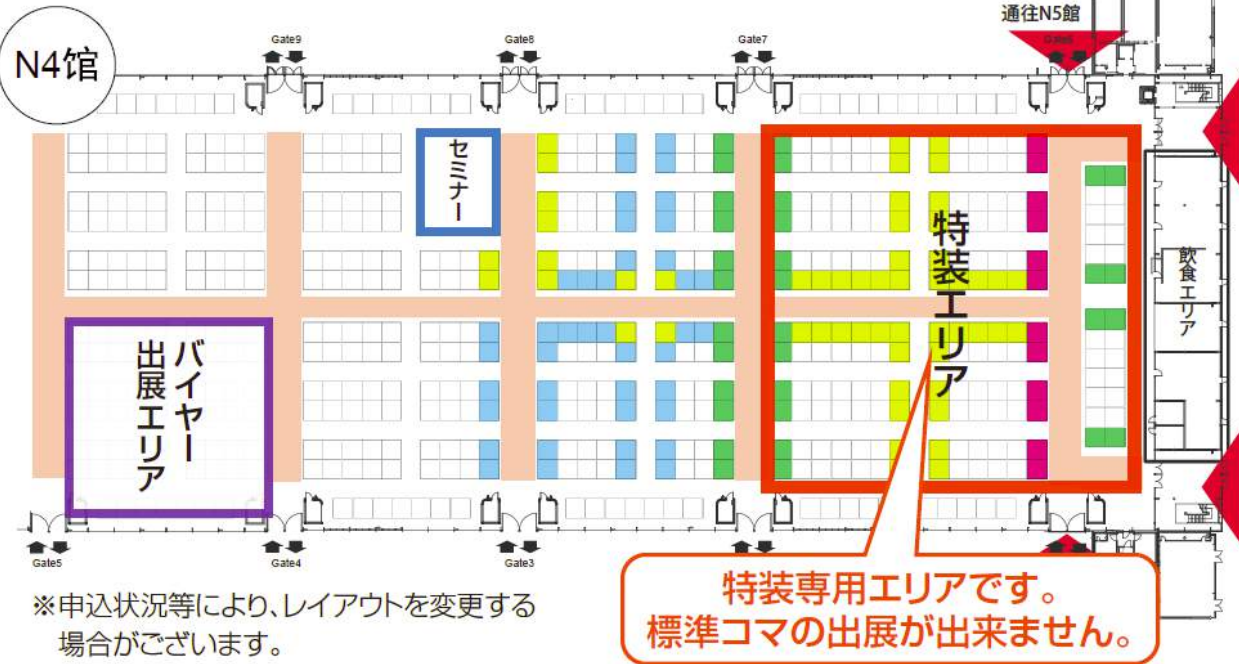 通往N5館
N4馆
Gate9
Gate8
Gate7
Gate6
セミナー
特装エリア
飲食エリア
バイヤー
出展エリア
Gate5
Gate4
Gate3
特装専用エリアです。
標準コマの出展が出来ません。
※申込状況等により、レイアウトを変更する
場合がございます。